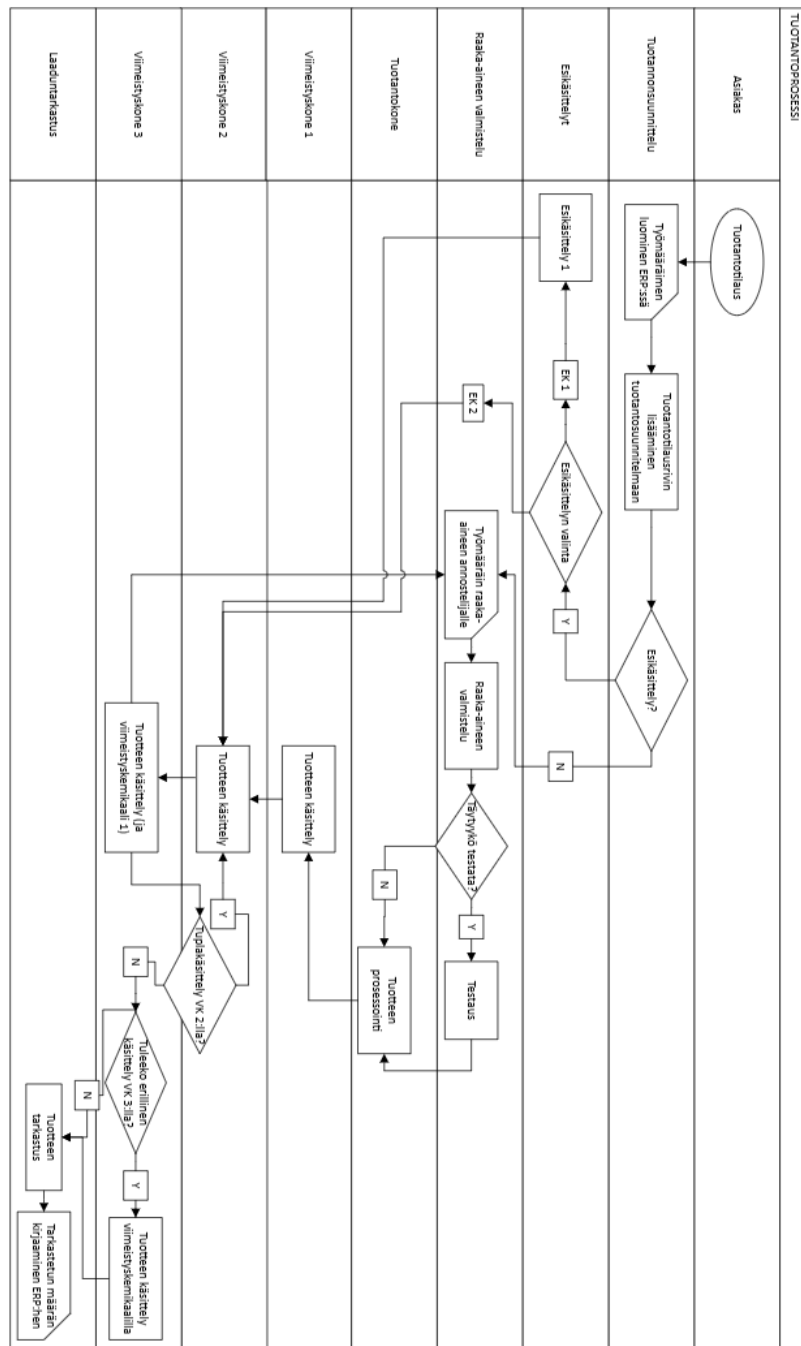 TUOTANTOPROSESSI
Asiakas
Tuotantotilaus
Tuotannonsuunnittelu
Työmääräimen
luominen ERP:ssä
Tuotantotilausrivin
lisääminen
tuotantosuunnitelmaan
Esikäsittely?
Esikäsittelyt
Esikäsittely 1
EK 1
Esikäsittelyn valinta
Y
N
Raaka-aineen valmistelu
EK 2
Työmääräin raaka-
aineen annostelijalle
Raaka-aineen
valmistelu
Täytyykö testata?
Y
Testaus
Tuotantokone
N
Tuotteen
prosessointi
Viimeistyskone 1
Tuotteen käsittely
Viimeistyskone 2
Tuotteen käsittely
Y
Tuplakäsittely VK 2:lla?
Viimeistyskone 3
Tuotteen käsittely (ja
viimeistyskemikaali 1)
N
Tuleeko erillinen
käsittely VK 3:lla?
Y
Tuotteen käsittely
viimeistyskemikaalilla
Laaduntarkastus
N
Tuotteen
tarkastus
Tarkastetun määrän
kirjaaminen ERP:hen